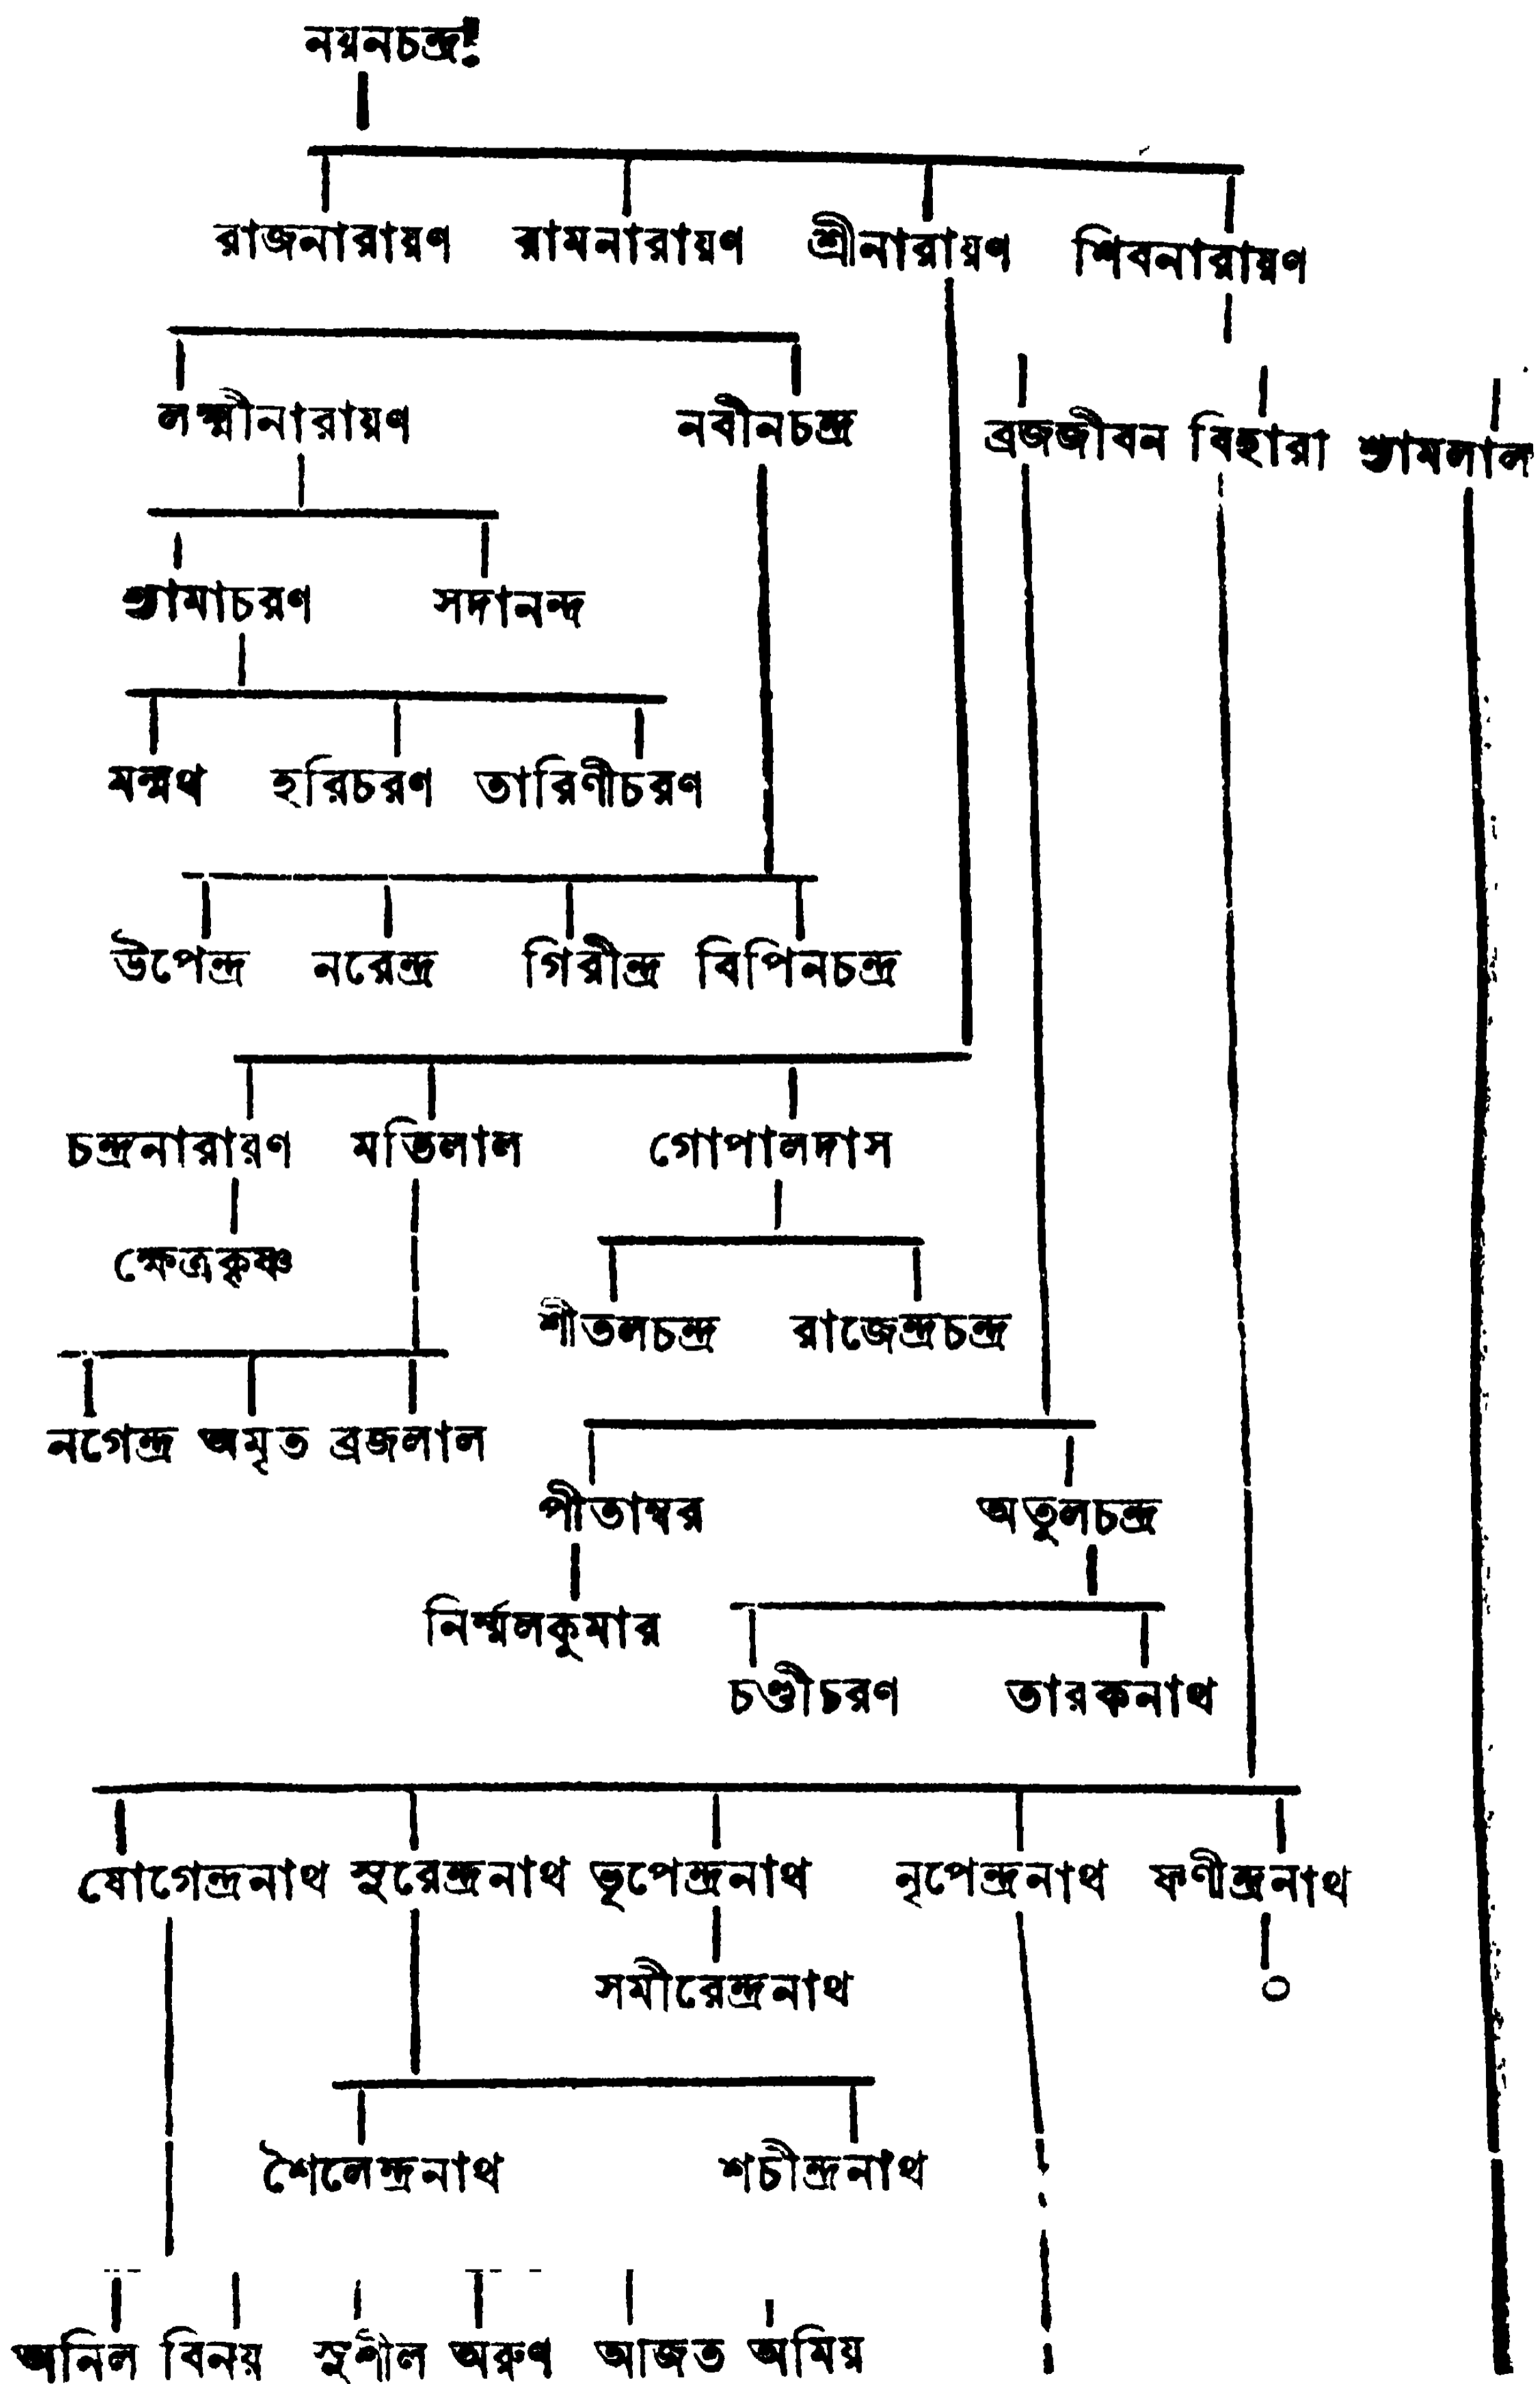 নয়নচন্দ্র
রাজনারায়ণ রামনারায়ণ শ্রীনারায়ণ শিবনারায়ণ
লক্ষ্মীনারায়ণ নবীনচন্দ্র ব্রজজীবন বিহারী শ্যামলাল
শ্যামাচরণ সদানন্দ
মন্মথ হরিচরণ তারিণীচরণ
উপেন্দ্র নরেন্দ্র গিরীন্দ্র বিপিনচন্দ্র
চন্দ্রনারায়ণ মতিলাল গোপালদাস
ক্ষেত্রকৃষ্ণ
শীতলচন্দ্র রাজেন্দ্রচন্দ্র
নগেন্দ্র অমৃত ব্রজলাল
পীতাম্বর অতুলচন্দ্র
নির্ম্মলকুমার
চণ্ডীচরণ তারকনাথ
যোগেন্দ্রনাথ সুরেন্দ্রনাথ ভূপেন্দ্রনাথ নৃপেন্দ্রনাথ ফণীন্দ্রনাথ
সমীরেন্দ্রনাথ ০
শৈলেন্দ্রনাথ শচীন্দ্রনাথ
অনিল বিনয় সুশীল অরুণ অজিত অমিয়